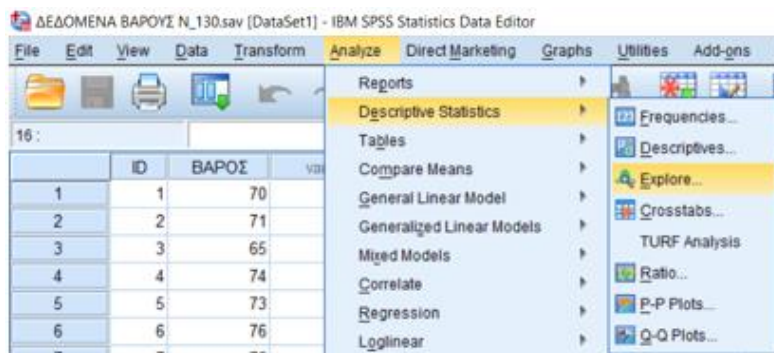 ΔΕΔΟΜΕΝΑ ΒΑΡΟΥΣ Ν_130.sav [DataSet1] - IBM SPSS Statistics Data Editor
File Edit View Data Transform Analyze Direct Marketing Graphs Utilities Add-ons
Reports
Descriptive Statistics
Tables
Compare Means
General Linear Model
Generalized Linear Models
Mixed Models
Correlate
Regression
Loglinear
Frequencies...
Descriptives...
Explore...
Crosstabs...
TURF Analysis
Ratio...
P-P Plots...
Q-Q Plots...
16 :
ID ΒΑΡΟΣ
1 1 70
2 2 71
3 3 65
4 4 74
5 5 73
6 6 76